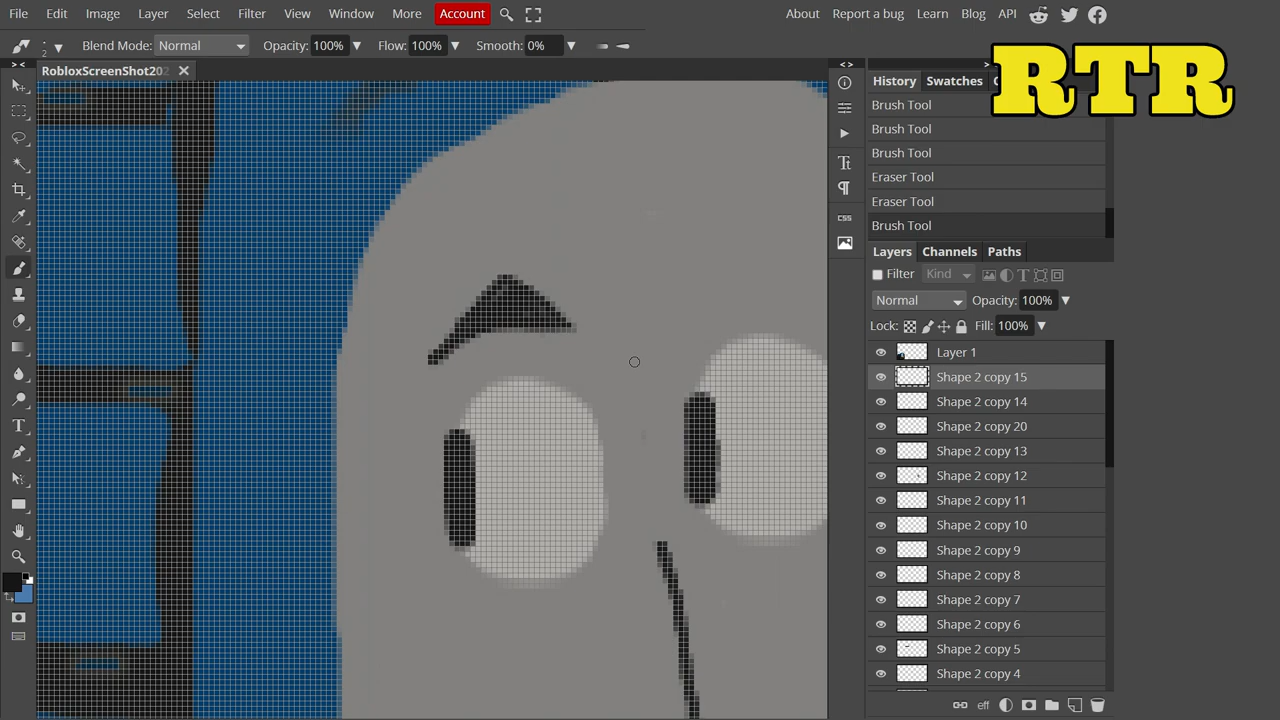 File Edit Image Layer Select Filter View Window More Account About Report a bug Learn Blog API
2 Blend Mode: Normal Opacity: 100% Flow: 100% Smooth: 0%
RTR
> < RobloxScreenShot202 < > >
History Swatches
Brush Tool
Brush Tool
Brush Tool
Eraser Tool
Eraser Tool
Brush Tool
Layers Channels Paths
Filter Kind
Normal Opacity: 100%
Lock: Fill: 100%
Layer 1
Shape 2 copy 15
Shape 2 copy 14
Shape 2 copy 20
Shape 2 copy 13
Shape 2 copy 12
Shape 2 copy 11
Shape 2 copy 10
Shape 2 copy 9
Shape 2 copy 8
Shape 2 copy 7
Shape 2 copy 6
Shape 2 copy 5
Shape 2 copy 4
CSS
eff